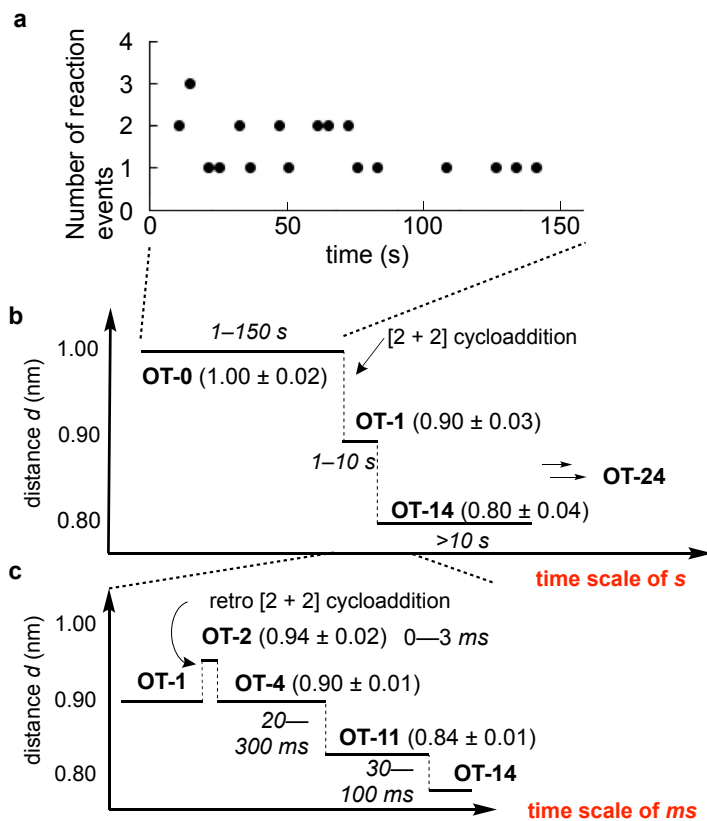 a
Number of reaction
events
4
3
2
1
0
0
50
100
150
time (s)
b
distance d (nm)
1.00
0.90
0.80
1–150 s
[2 + 2] cycloaddition
OT-0 (1.00 ± 0.02)
OT-1 (0.90 ± 0.03)
1–10 s
OT-24
OT-14 (0.80 ± 0.04)
>10 s
time scale of s
c
distance d (nm)
1.00
0.90
0.80
retro [2 + 2] cycloaddition
OT-2 (0.94 ± 0.02) 0—3 ms
OT-1
OT-4 (0.90 ± 0.01)
20—
300 ms
OT-11 (0.84 ± 0.01)
30—
100 ms
OT-14
time scale of ms